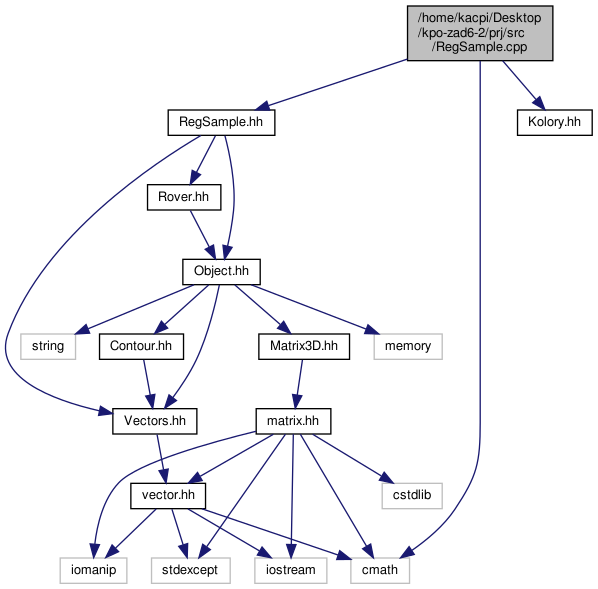 /home/kacpi/Desktop
/kpo-zad6-2/prj/src
/RegSample.cpp
RegSample.hh
Kolory.hh
Rover.hh
Object.hh
string
Contour.hh
Matrix3D.hh
memory
Vectors.hh
matrix.hh
vector.hh
cstdlib
iomanip
stdexcept
iostream
cmath